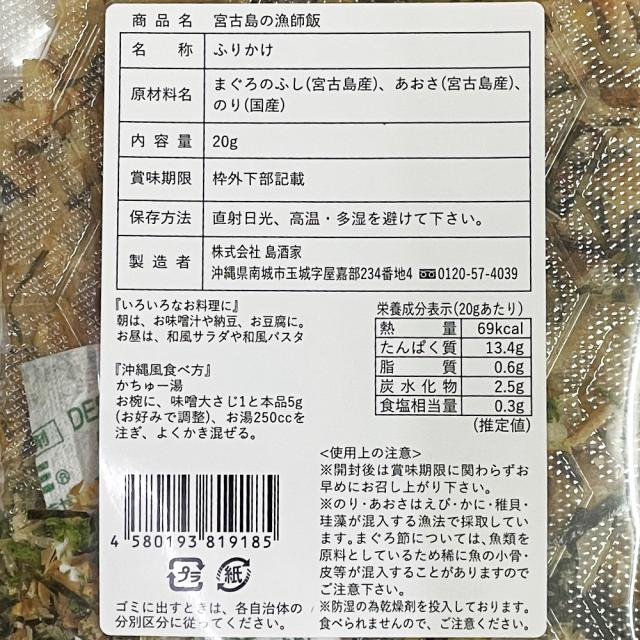 商品名 宮古島の漁師飯
名称 ふりかけ
原材料名 まぐろのふし(宮古島産)、あおさ(宮古島産)、
のり(国産)
内容量 20g
賞味期限 枠外下部記載
保存方法 直射日光、高温・多湿を避けて下さい。
製造者 株式会社 島酒家
沖縄県南城市玉城字屋嘉部234番地4 0120-57-4039
『いろいろなお料理に』
朝は、お味噌汁や納豆、お豆腐に。
お昼は、和風サラダや和風パスタ
『沖縄風食べ方』
かちゅー湯
お椀に、味噌大さじ1と本品5g
(お好みで調整)、お湯250ccを
注ぎ、よくかき混ぜる。
栄養成分表示(20gあたり)
熱量 69kcal
たんぱく質 13.4g
脂質 0.6g
炭水化物 2.5g
食塩相当量 0.3g
(推定値)
<使用上の注意>
※開封後は賞味期限に関わらずお
早めにお召し上がり下さい。
※のり・あおさはえび・かに・稚貝・
珪藻が混入する漁法で採取してい
ます。まぐろ節については、魚類を
原料としているため稀に魚の小骨・
皮等が混入することがありますので
ご注意ください。
※防湿の為乾燥剤を投入しております。
食べられませんので、ご注意ください。
4 580193 819185
プラ 紙
ゴミに出すときは、各自治体の
分別区分に従ってください。
DE
剤